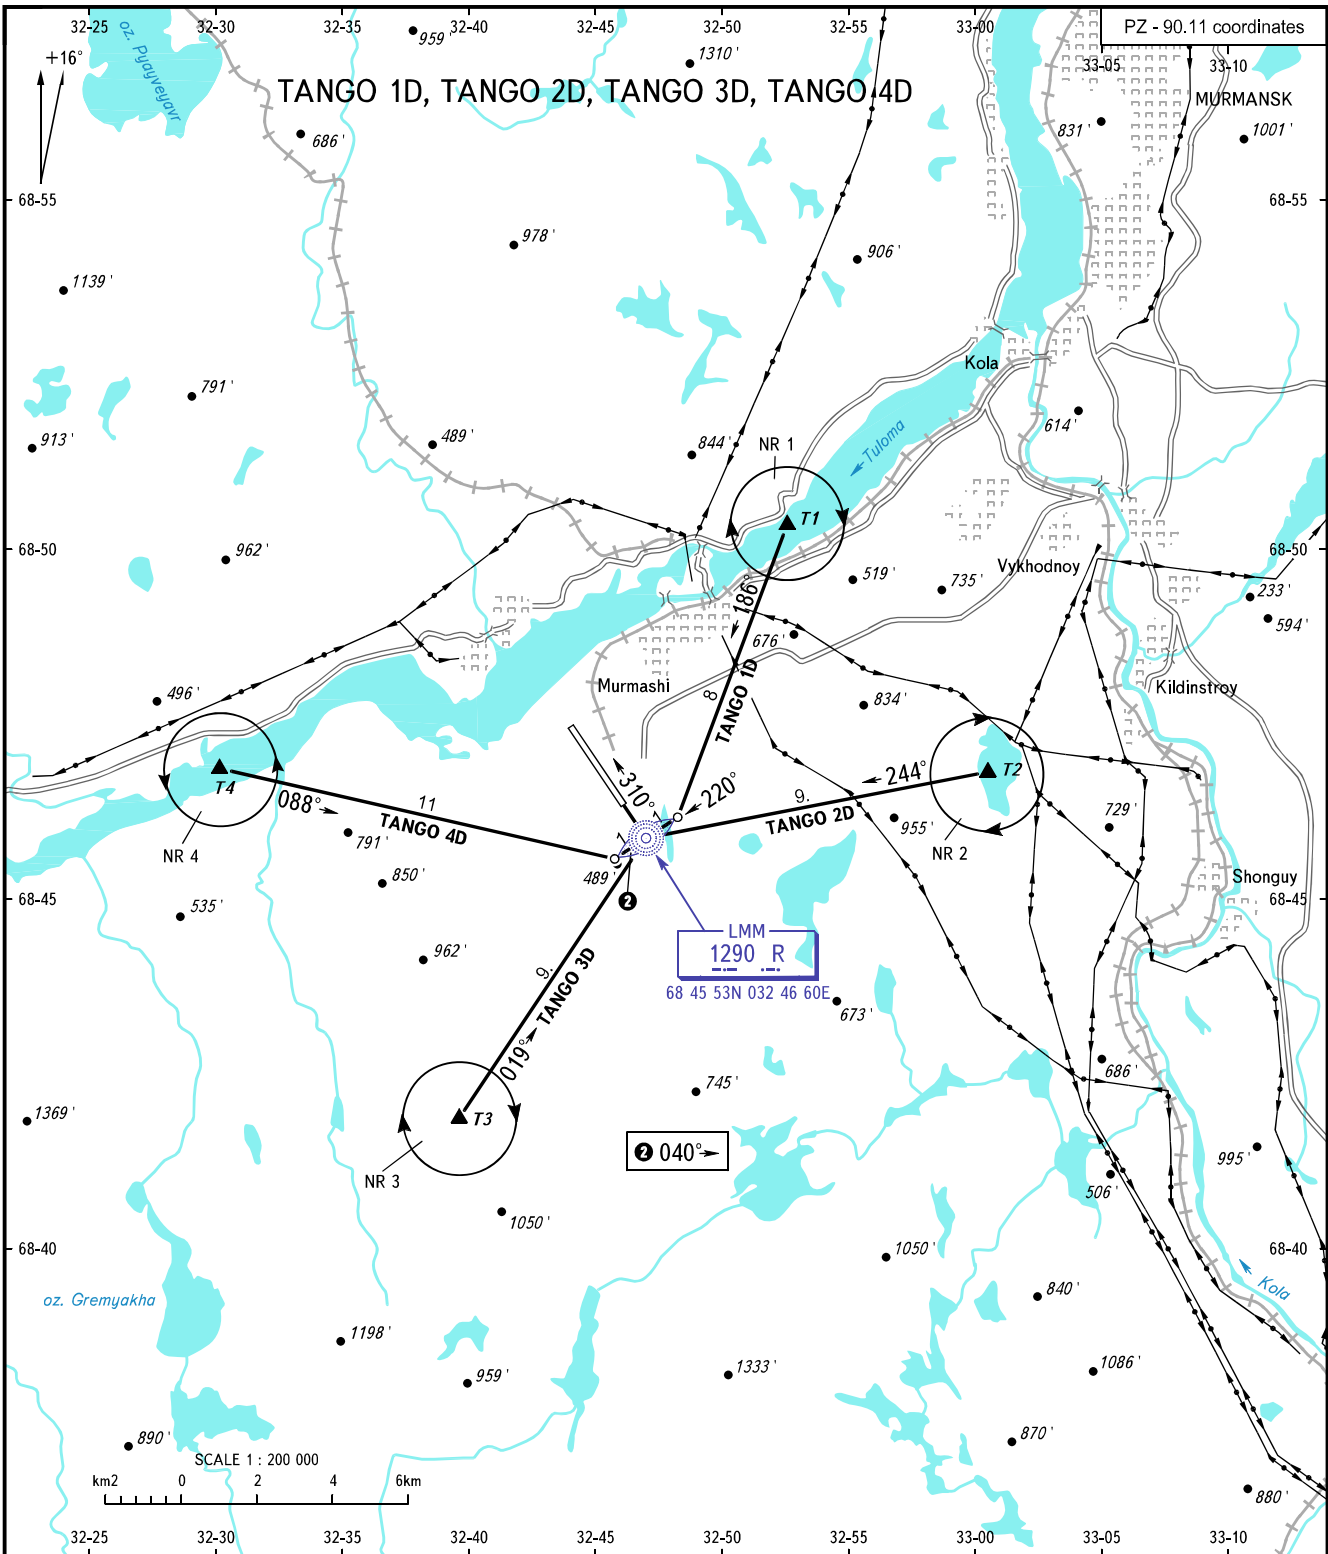 32-25 32-30 32-35 32-40 32-45 32-50 32-55 33-00
PZ - 90.11 coordinates
33-05 33-10
+16°
oz. Pyayveyavr
959'
1310'
TANGO 1D, TANGO 2D, TANGO 3D, TANGO 4D
MURMANSK
686'
831'
1001'
68-55
68-55
978'
906'
1139'
Kola
791'
614'
913'
489'
844'
NR 1
Tuloma
T1
68-50
68-50
962'
519'
735'
Vykhodnoy
233'
594'
186°
676'
Murmashi
496'
8
TANGO 1D
834'
Kildinstroy
T4
088°
11
TANGO 4D
310°
220°
1
1
9.
244°
TANGO 2D
T2
791'
NR 4
955'
NR 2
729'
850'
489'
2
Shonguy
68-45
68-45
535'
LMM
1290 R
68 45 53N 032 46 60E
962'
9.
TANGO 3D
019°
673'
745'
686'
1369'
T3
NR 3
2 040°
995'
506'
1050'
68-40
68-40
1050'
Kola
oz. Gremyakha
840'
1198'
959'
1333'
1086'
890'
870'
SCALE 1 : 200 000
km2 0 2 4 6km
880'
32-25 32-30 32-35 32-40 32-45 32-50 32-55 33-00 33-05 33-10